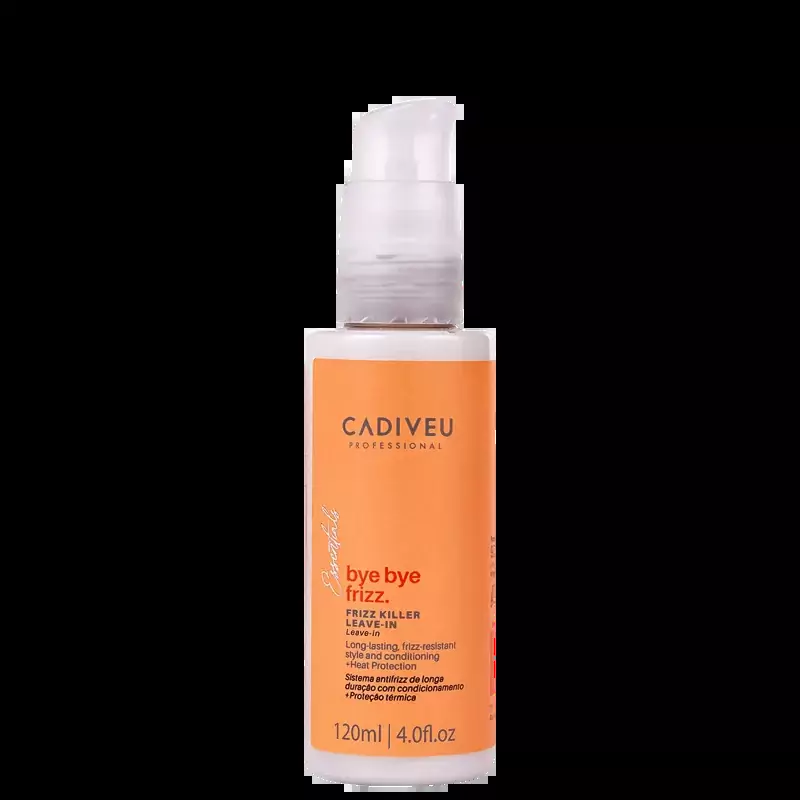 CADIVEU
PROFESSIONAL
Essentials
bye bye
frizz.
FRIZZ KILLER
LEAVE-IN
Leave-in
Long-lasting, frizz-resistant
style and conditioning
+Heat Protection
Sistema antifrizz de longa
duração com condicionamento
+Proteção térmica
120ml | 4.0fl.oz